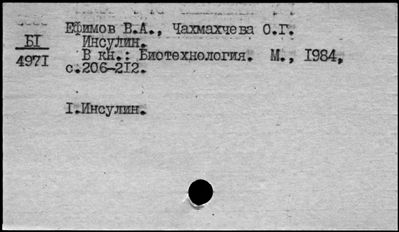 Ефимов В.А., Чахмахчева О.Г.
БI
Инсулин.
4971
В кн.: Биотехнология. М., 1984,
с.206-212.
I.Инсулин.